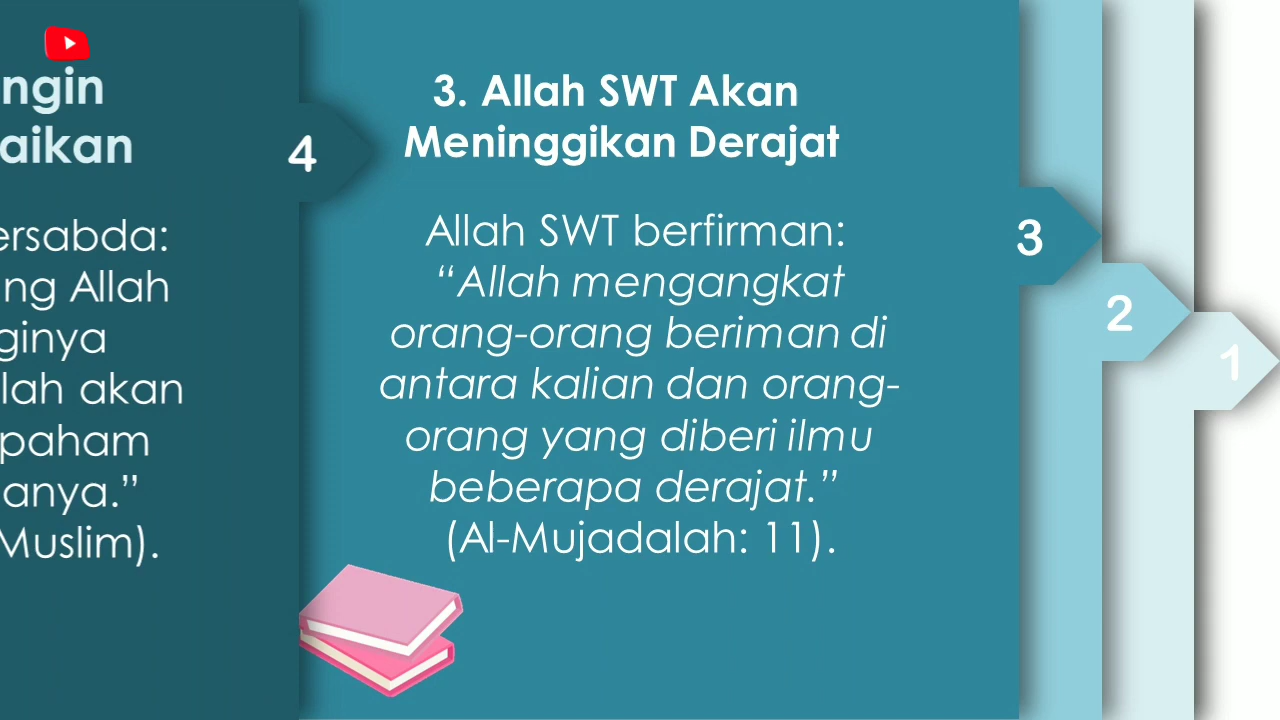 ngin
aikan
ersabda:
ng Allah
ginya
lah akan
paham
anya.”
Muslim).
4
3. Allah SWT Akan
Meninggikan Derajat
Allah SWT berfirman:
“Allah mengangkat
orang-orang beriman di
antara kalian dan orang-
orang yang diberi ilmu
beberapa derajat.”
(Al-Mujadalah: 11).
3
2
1